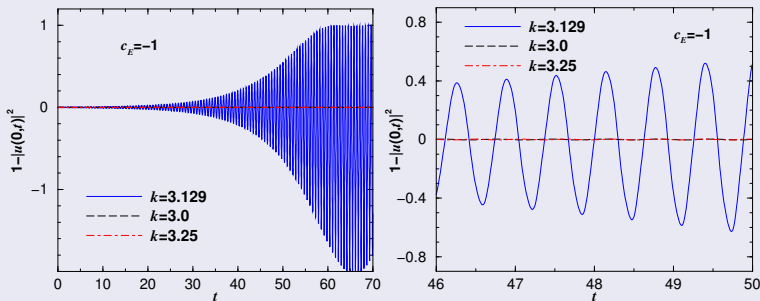 1−|u(0,t)|²
1
0
−1
c_E=−1
k=3.129
k=3.0
k=3.25
0 10 20 30 40 50 60 70
t
1−|u(0,t)|²
0.8
0.4
0
−0.4
−0.8
k=3.129
k=3.0
k=3.25
c_E=−1
46 47 48 49 50
t